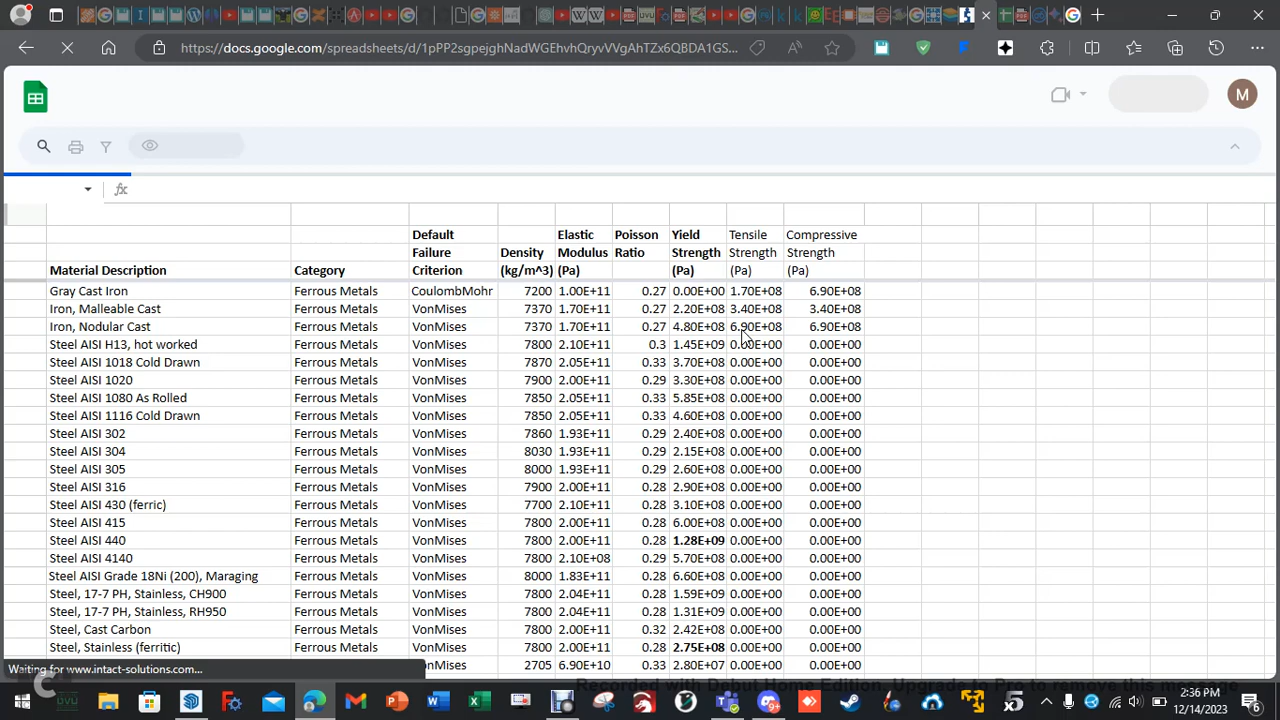 https://docs.google.com/spreadsheets/d/1pPP2sgpejghNadWGEhvhQryvVVgAhTZx6QBDA1GS...
M
fx
Default Elastic Poisson Yield Tensile Compressive
Failure Density Modulus Ratio Strength Strength Strength
Material Description Category Criterion (kg/m^3) (Pa) (Pa) (Pa) (Pa)
Gray Cast Iron Ferrous Metals CoulombMohr 7200 1.00E+11 0.27 0.00E+00 1.70E+08 6.90E+08
Iron, Malleable Cast Ferrous Metals VonMises 7370 1.70E+11 0.27 2.20E+08 3.40E+08 3.40E+08
Iron, Nodular Cast Ferrous Metals VonMises 7370 1.70E+11 0.27 4.80E+08 6.90E+08 6.90E+08
Steel AISI H13, hot worked Ferrous Metals VonMises 7800 2.10E+11 0.3 1.45E+09 0.00E+00 0.00E+00
Steel AISI 1018 Cold Drawn Ferrous Metals VonMises 7870 2.05E+11 0.33 3.70E+08 0.00E+00 0.00E+00
Steel AISI 1020 Ferrous Metals VonMises 7900 2.00E+11 0.29 3.30E+08 0.00E+00 0.00E+00
Steel AISI 1080 As Rolled Ferrous Metals VonMises 7850 2.05E+11 0.33 5.85E+08 0.00E+00 0.00E+00
Steel AISI 1116 Cold Drawn Ferrous Metals VonMises 7850 2.05E+11 0.33 4.60E+08 0.00E+00 0.00E+00
Steel AISI 302 Ferrous Metals VonMises 7860 1.93E+11 0.29 2.40E+08 0.00E+00 0.00E+00
Steel AISI 304 Ferrous Metals VonMises 8030 1.93E+11 0.29 2.15E+08 0.00E+00 0.00E+00
Steel AISI 305 Ferrous Metals VonMises 8000 1.93E+11 0.29 2.60E+08 0.00E+00 0.00E+00
Steel AISI 316 Ferrous Metals VonMises 7900 2.00E+11 0.28 2.90E+08 0.00E+00 0.00E+00
Steel AISI 430 (ferric) Ferrous Metals VonMises 7700 2.10E+11 0.28 3.10E+08 0.00E+00 0.00E+00
Steel AISI 415 Ferrous Metals VonMises 7800 2.00E+11 0.28 6.00E+08 0.00E+00 0.00E+00
Steel AISI 440 Ferrous Metals VonMises 7800 2.00E+11 0.28 1.28E+09 0.00E+00 0.00E+00
Steel AISI 4140 Ferrous Metals VonMises 7800 2.10E+08 0.29 5.70E+08 0.00E+00 0.00E+00
Steel AISI Grade 18Ni (200), Maraging Ferrous Metals VonMises 8000 1.83E+11 0.28 6.60E+08 0.00E+00 0.00E+00
Steel, 17-7 PH, Stainless, CH900 Ferrous Metals VonMises 7800 2.04E+11 0.28 1.59E+09 0.00E+00 0.00E+00
Steel, 17-7 PH, Stainless, RH950 Ferrous Metals VonMises 7800 2.04E+11 0.28 1.31E+09 0.00E+00 0.00E+00
Steel, Cast Carbon Ferrous Metals VonMises 7800 2.00E+11 0.32 2.42E+08 0.00E+00 0.00E+00
Steel, Stainless (ferritic) Ferrous Metals VonMises 7800 2.00E+11 0.28 2.75E+08 0.00E+00 0.00E+00
Waiting for www.intact-solutions.com... onMises 2705 6.90E+10 0.33 2.80E+07 0.00E+00 0.00E+00
Recorded with Debut Home Edition. Upgrade to Pro to remove this message
2:36 PM
12/14/2023